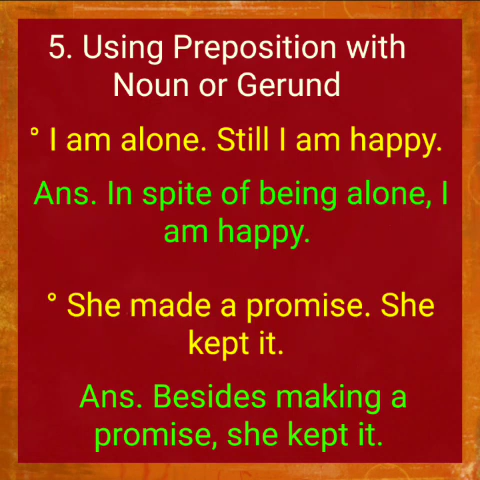 5. Using Preposition with
Noun or Gerund
° I am alone. Still I am happy.
Ans. In spite of being alone, I
am happy.
° She made a promise. She
kept it.
Ans. Besides making a
promise, she kept it.